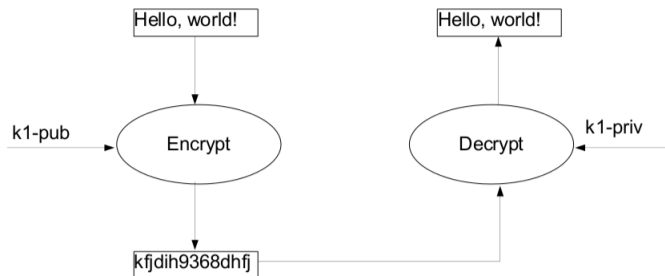 Hello, world!
Hello, world!
k1-pub
Encrypt
Decrypt
k1-priv
kfjdih9368dhfj